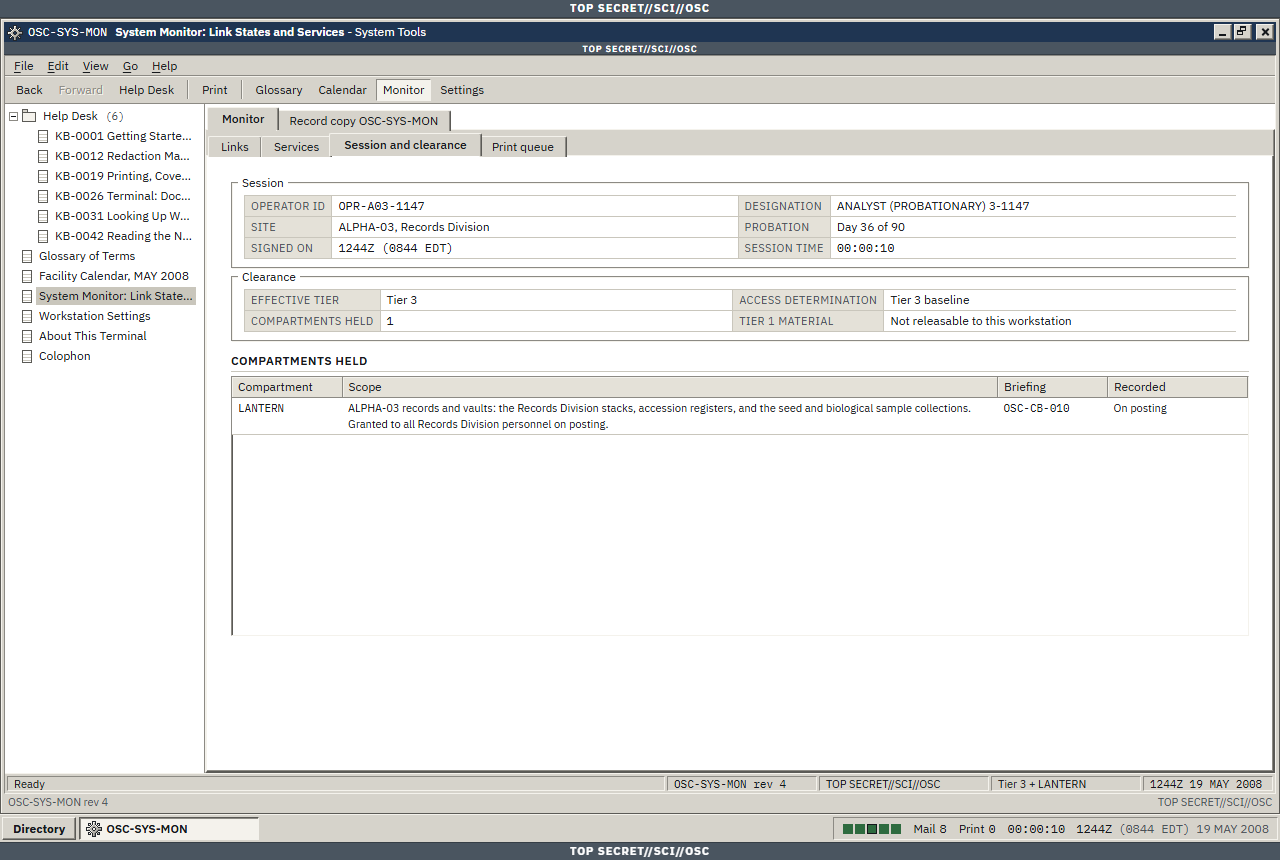 TOP SECRET//SCI//OSC
OSC-SYS-MON System Monitor: Link States and Services - System Tools
TOP SECRET//SCI//OSC
File Edit View Go Help
Back Forward Help Desk Print Glossary Calendar Monitor Settings
Help Desk (6)
KB-0001 Getting Starte...
KB-0012 Redaction Ma...
KB-0019 Printing, Cove...
KB-0026 Terminal: Doc...
KB-0031 Looking Up W...
KB-0042 Reading the N...
Glossary of Terms
Facility Calendar, MAY 2008
System Monitor: Link State...
Workstation Settings
About This Terminal
Colophon
Monitor Record copy OSC-SYS-MON
Links Services Session and clearance Print queue
Session
OPERATOR ID OPR-A03-1147 DESIGNATION ANALYST (PROBATIONARY) 3-1147
SITE ALPHA-03, Records Division PROBATION Day 36 of 90
SIGNED ON 1244Z (0844 EDT) SESSION TIME 00:00:10
Clearance
EFFECTIVE TIER Tier 3 ACCESS DETERMINATION Tier 3 baseline
COMPARTMENTS HELD 1 TIER 1 MATERIAL Not releasable to this workstation
COMPARTMENTS HELD
Compartment Scope Briefing Recorded
LANTERN ALPHA-03 records and vaults: the Records Division stacks, accession registers, and the seed and biological sample collections. OSC-CB-010 On posting
Granted to all Records Division personnel on posting.
Ready OSC-SYS-MON rev 4 TOP SECRET//SCI//OSC Tier 3 + LANTERN 1244Z 19 MAY 2008
OSC-SYS-MON rev 4 TOP SECRET//SCI//OSC
Directory OSC-SYS-MON Mail 8 Print 0 00:00:10 1244Z (0844 EDT) 19 MAY 2008
TOP SECRET//SCI//OSC